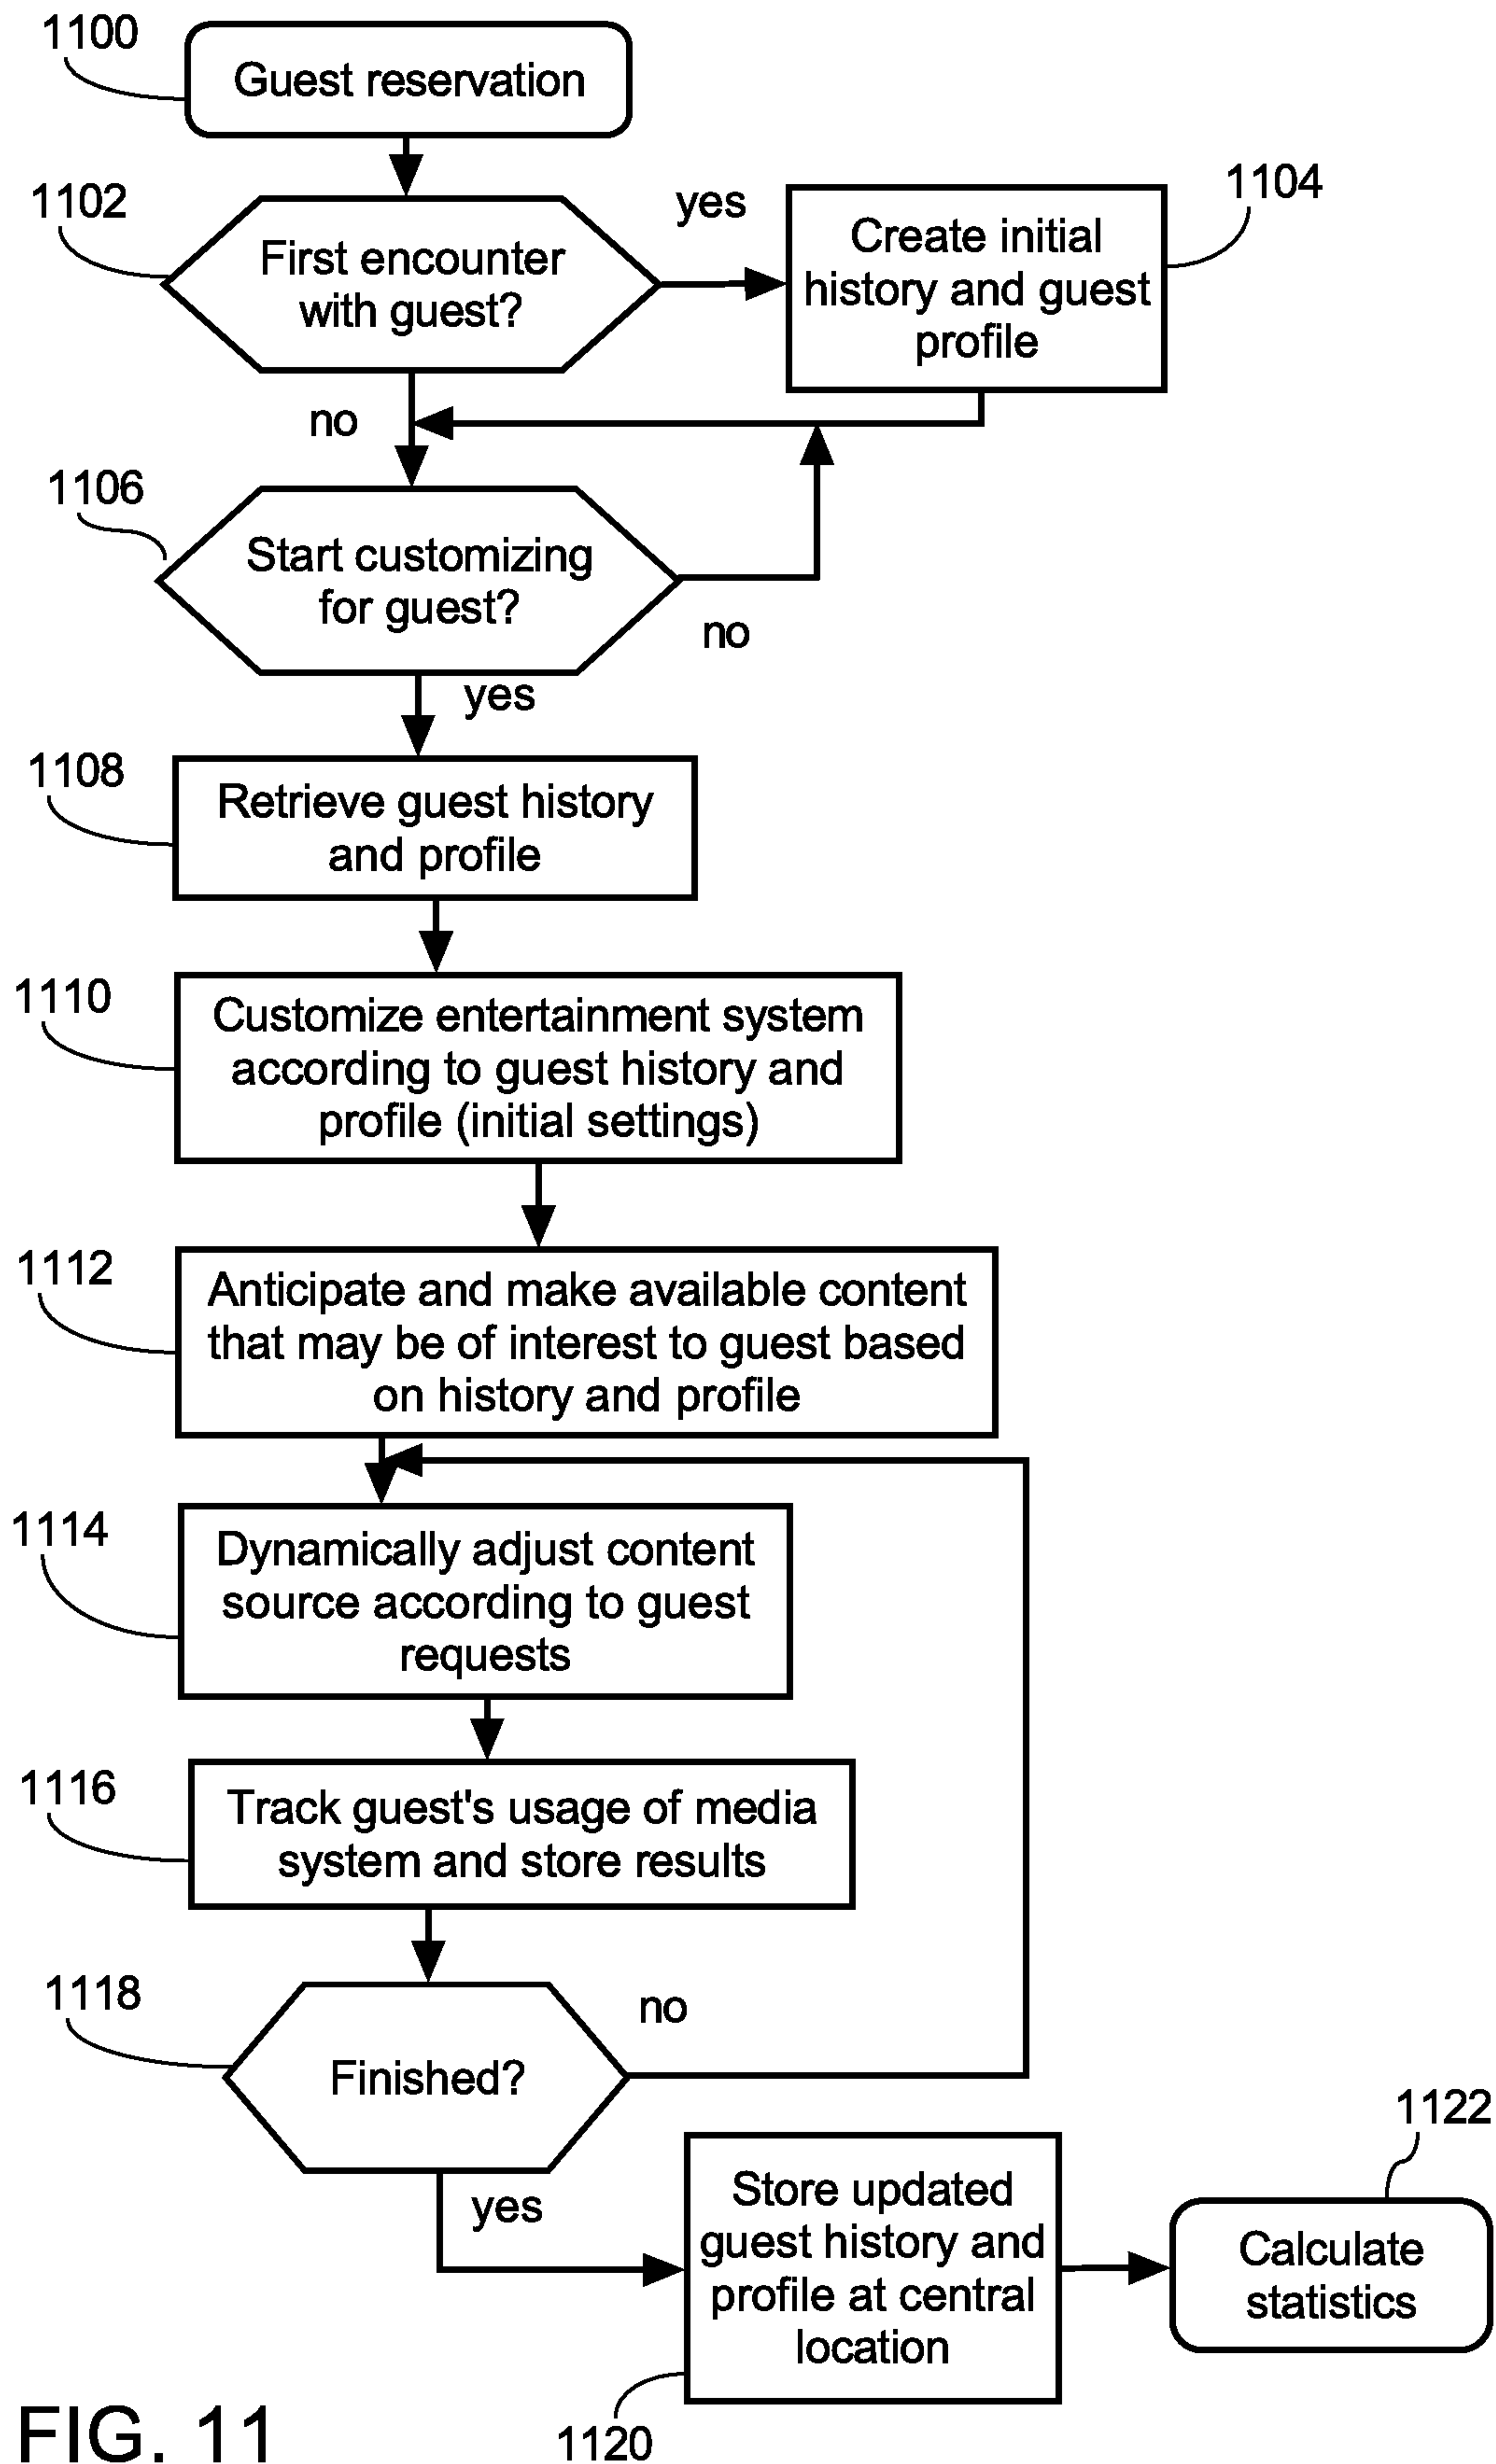 1100
Guest reservation
1102
First encounter
with guest?
yes
1104
Create initial
history and guest
profile
no
1106
Start customizing
for guest?
no
yes
1108
Retrieve guest history
and profile
1110
Customize entertainment system
according to guest history and
profile (initial settings)
1112
Anticipate and make available content
that may be of interest to guest based
on history and profile
1114
Dynamically adjust content
source according to guest
requests
1116
Track guest's usage of media
system and store results
1118
Finished?
no
yes
Store updated
guest history and
profile at central
location
1120
1122
Calculate
statistics
FIG. 11